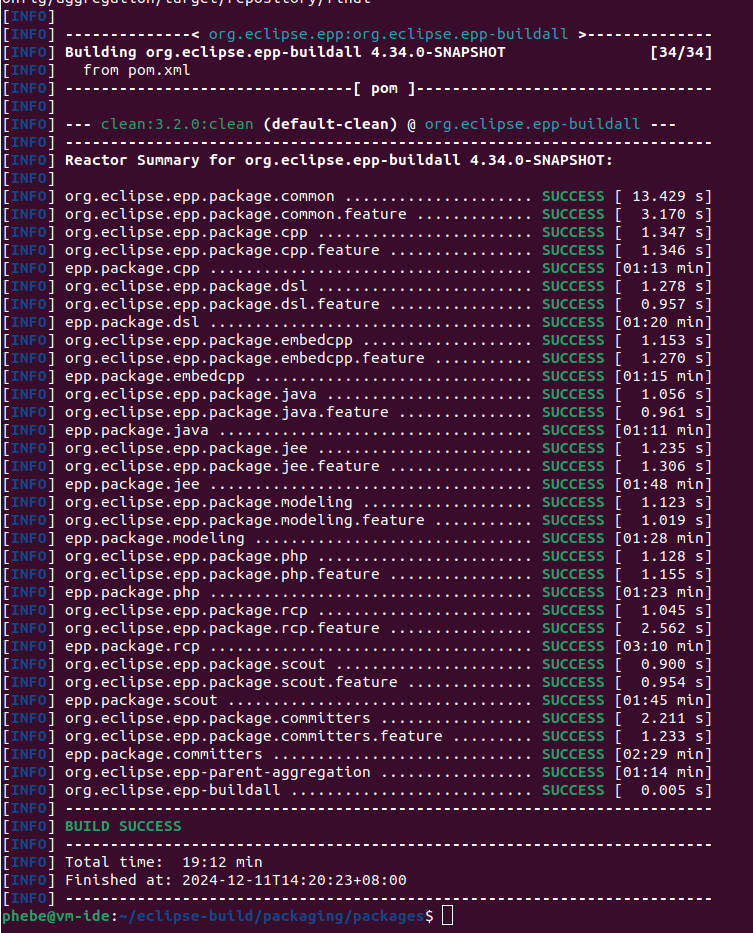 [INFO]
[INFO] --------------< org.eclipse.epp:org.eclipse.epp-buildall >--------------
[INFO] Building org.eclipse.epp-buildall 4.34.0-SNAPSHOT                [34/34]
[INFO]   from pom.xml
[INFO] --------------------------------[ pom ]---------------------------------
[INFO]
[INFO] --- clean:3.2.0:clean (default-clean) @ org.eclipse.epp-buildall ---
[INFO] ------------------------------------------------------------------------
[INFO] Reactor Summary for org.eclipse.epp-buildall 4.34.0-SNAPSHOT:
[INFO]
[INFO] org.eclipse.epp.package.common ..................... SUCCESS [ 13.429 s]
[INFO] org.eclipse.epp.package.common.feature ............. SUCCESS [  3.170 s]
[INFO] org.eclipse.epp.package.cpp ........................ SUCCESS [  1.347 s]
[INFO] org.eclipse.epp.package.cpp.feature ................ SUCCESS [  1.346 s]
[INFO] epp.package.cpp .................................... SUCCESS [01:13 min]
[INFO] org.eclipse.epp.package.dsl ........................ SUCCESS [  1.278 s]
[INFO] org.eclipse.epp.package.dsl.feature ................ SUCCESS [  0.957 s]
[INFO] epp.package.dsl .................................... SUCCESS [01:20 min]
[INFO] org.eclipse.epp.package.embedcpp ................... SUCCESS [  1.153 s]
[INFO] org.eclipse.epp.package.embedcpp.feature ........... SUCCESS [  1.270 s]
[INFO] epp.package.embedcpp ............................... SUCCESS [01:15 min]
[INFO] org.eclipse.epp.package.java ....................... SUCCESS [  1.056 s]
[INFO] org.eclipse.epp.package.java.feature ............... SUCCESS [  0.961 s]
[INFO] epp.package.java ................................... SUCCESS [01:11 min]
[INFO] org.eclipse.epp.package.jee ........................ SUCCESS [  1.235 s]
[INFO] org.eclipse.epp.package.jee.feature ................ SUCCESS [  1.306 s]
[INFO] epp.package.jee .................................... SUCCESS [01:48 min]
[INFO] org.eclipse.epp.package.modeling ................... SUCCESS [  1.123 s]
[INFO] org.eclipse.epp.package.modeling.feature ........... SUCCESS [  1.019 s]
[INFO] epp.package.modeling ............................... SUCCESS [01:28 min]
[INFO] org.eclipse.epp.package.php ........................ SUCCESS [  1.128 s]
[INFO] org.eclipse.epp.package.php.feature ................ SUCCESS [  1.155 s]
[INFO] epp.package.php .................................... SUCCESS [01:23 min]
[INFO] org.eclipse.epp.package.rcp ........................ SUCCESS [  1.045 s]
[INFO] org.eclipse.epp.package.rcp.feature ................ SUCCESS [  2.562 s]
[INFO] epp.package.rcp .................................... SUCCESS [03:10 min]
[INFO] org.eclipse.epp.package.scout ...................... SUCCESS [  0.900 s]
[INFO] org.eclipse.epp.package.scout.feature .............. SUCCESS [  0.954 s]
[INFO] epp.package.scout .................................. SUCCESS [01:45 min]
[INFO] org.eclipse.epp.package.committers ................. SUCCESS [  2.211 s]
[INFO] org.eclipse.epp.package.committers.feature ......... SUCCESS [  1.233 s]
[INFO] epp.package.committers ............................. SUCCESS [02:29 min]
[INFO] org.eclipse.epp-parent-aggregation ................. SUCCESS [01:14 min]
[INFO] org.eclipse.epp-buildall ........................... SUCCESS [  0.005 s]
[INFO] ------------------------------------------------------------------------
[INFO] BUILD SUCCESS
[INFO] ------------------------------------------------------------------------
[INFO] Total time:  19:12 min
[INFO] Finished at: 2024-12-11T14:20:23+08:00
[INFO] ------------------------------------------------------------------------
phebe@vm-ide:~/eclipse-build/packaging/packages$